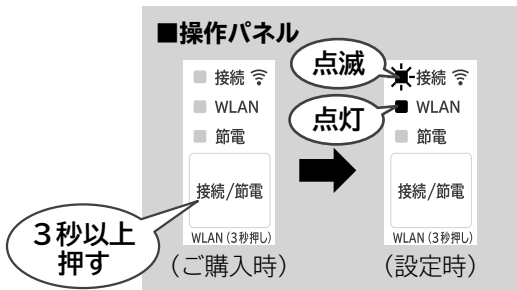 ■操作パネル
点滅
接続
WLAN
節電
接続/節電
WLAN(3秒押し)
(ご購入時)
3秒以上
押す
点灯
接続
WLAN
節電
接続/節電
WLAN(3秒押し)
(設定時)